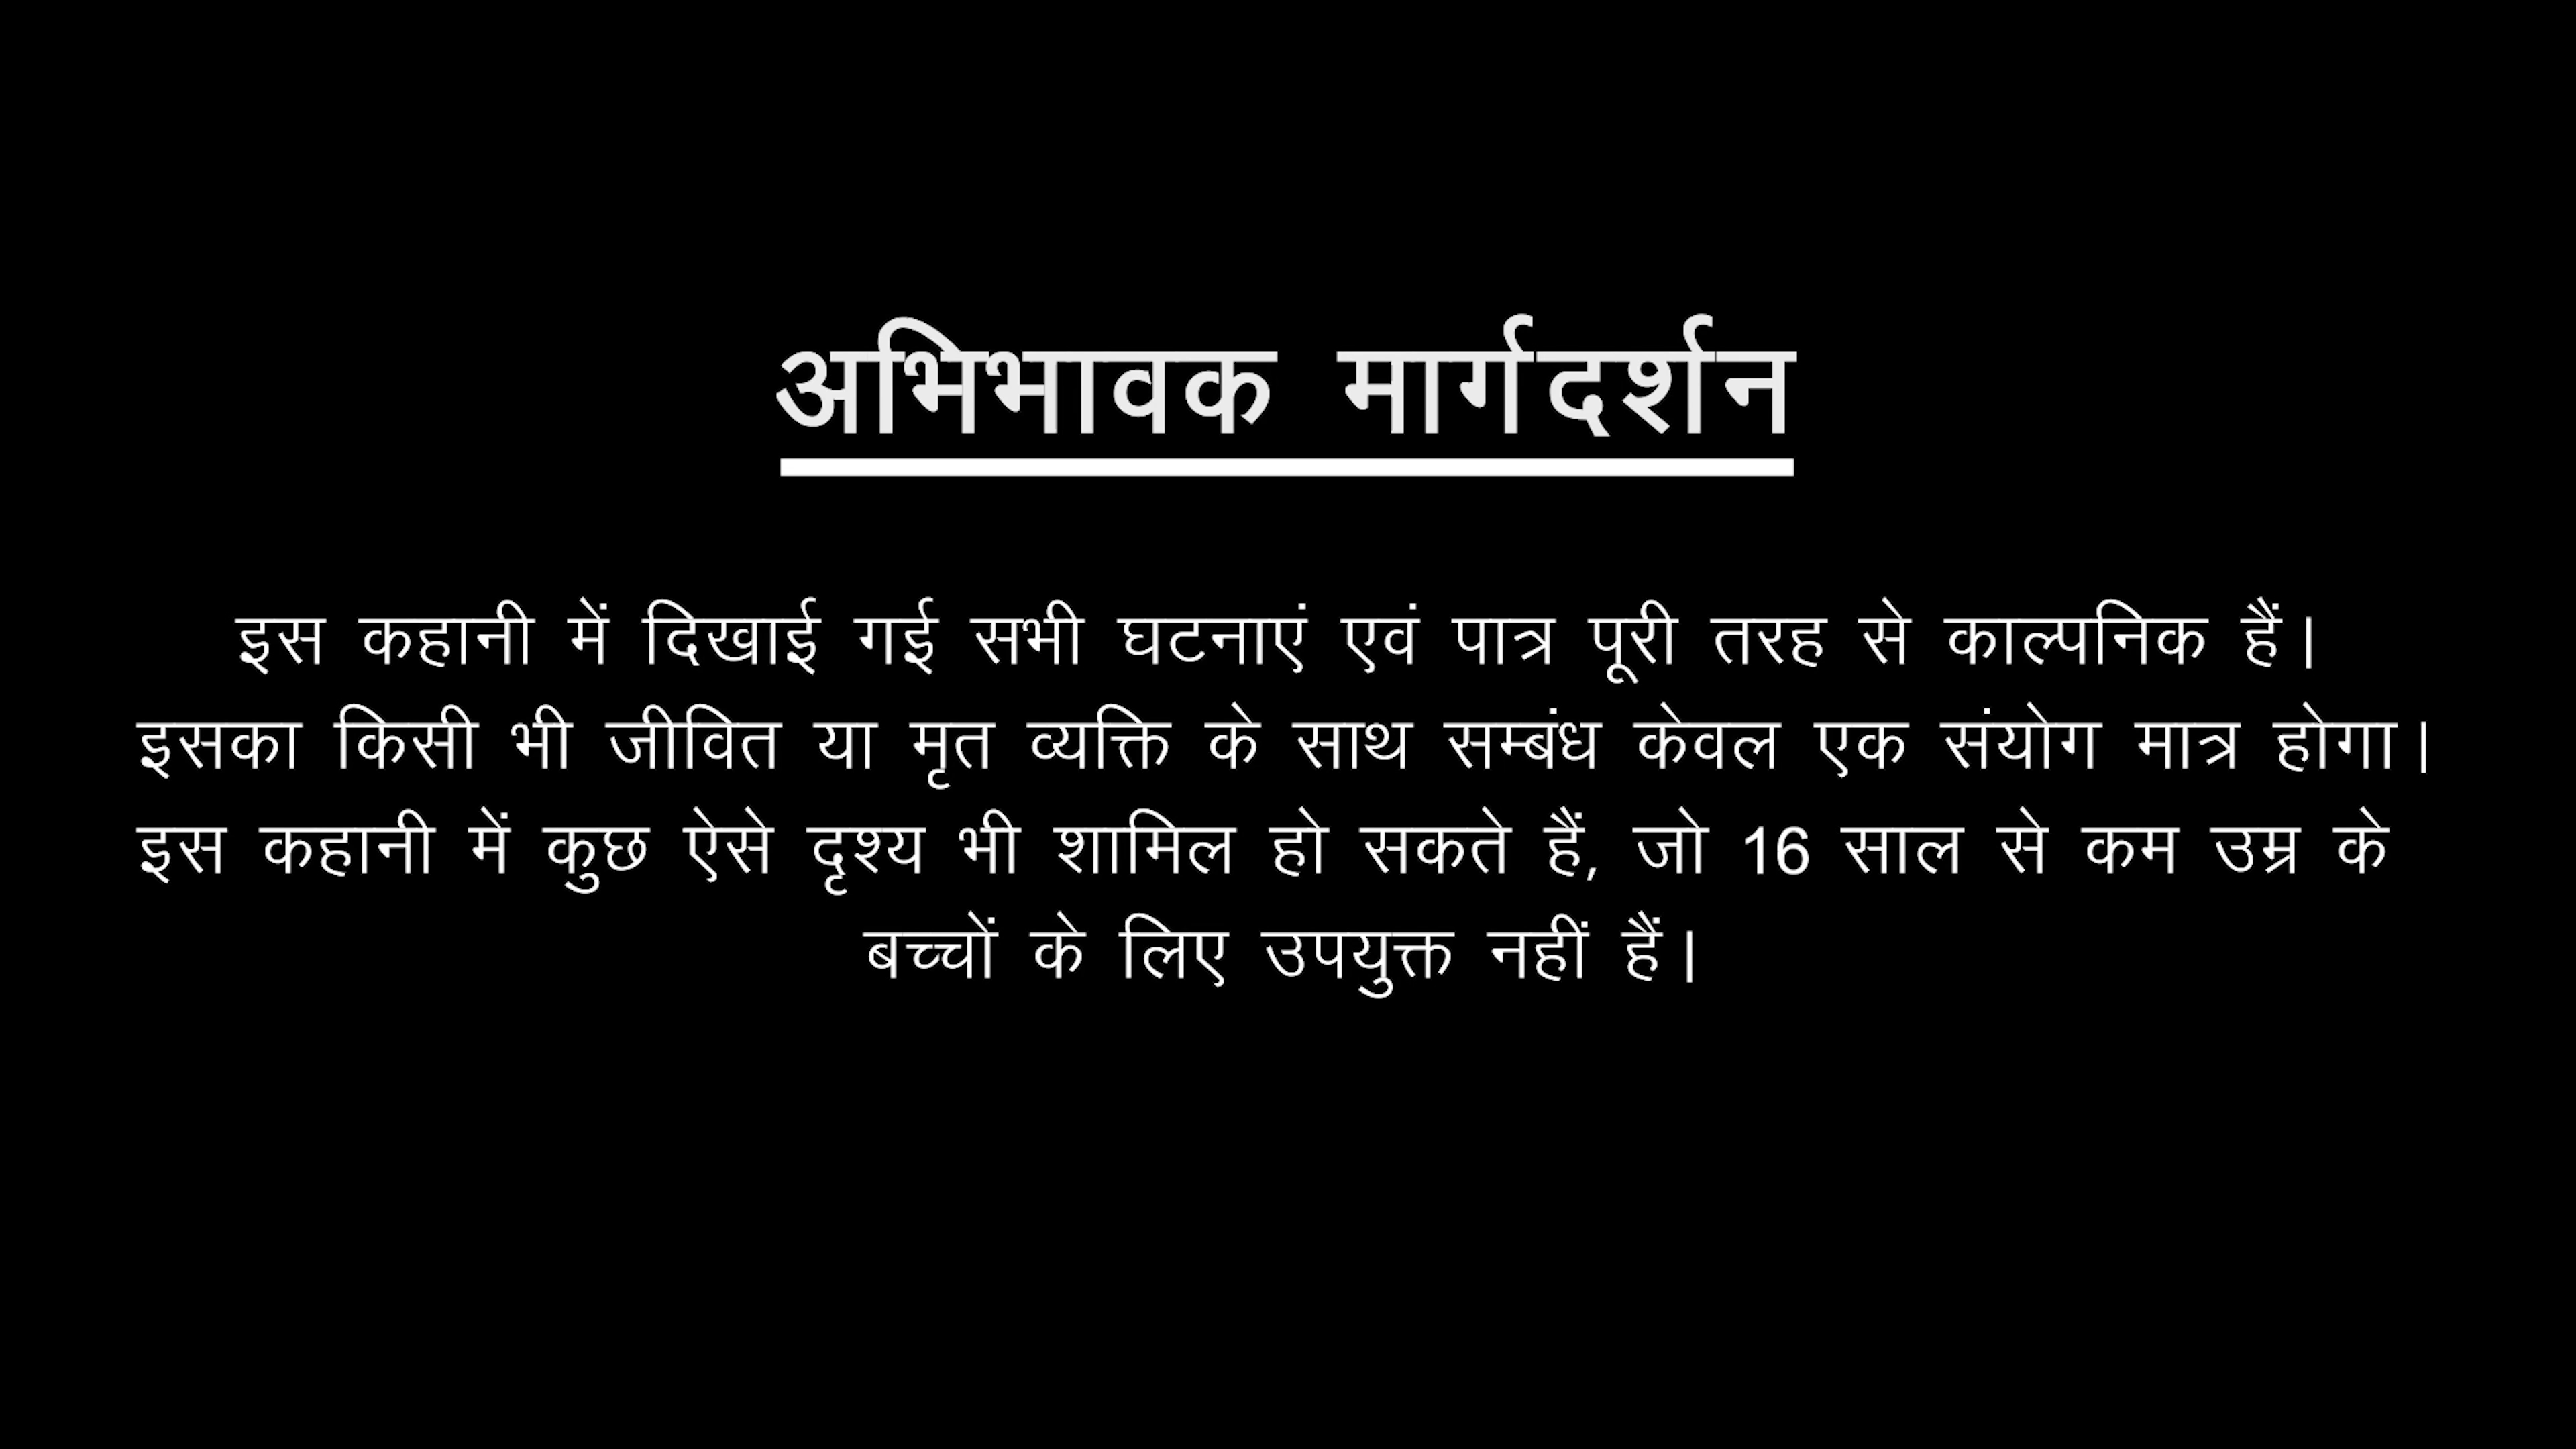 अभिभावक मार्गदर्शन
इस कहानी में दिखाई गई सभी घटनाएं एवं पात्र पूरी तरह से काल्पनिक हैं।
इसका किसी भी जीवित या मृत व्यक्ति के साथ सम्बंध केवल एक संयोग मात्र होगा।
इस कहानी में कुछ ऐसे दृश्य भी शामिल हो सकते हैं, जो 16 साल से कम उम्र के
बच्चों के लिए उपयुक्त नहीं हैं।